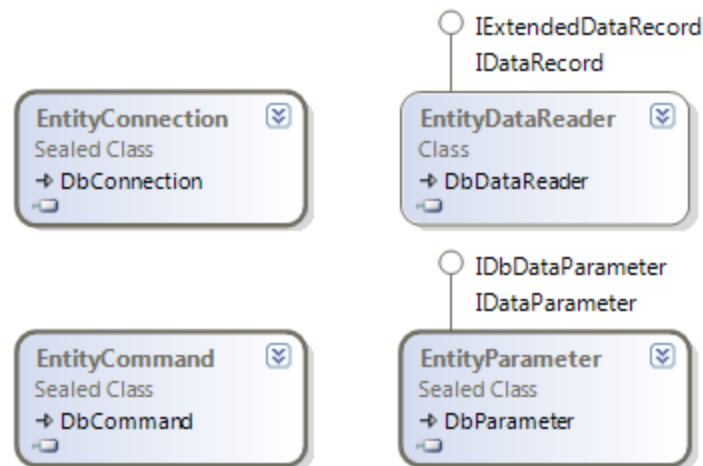 IExtendedDataRecord
IDataRecord
EntityConnection
Sealed Class
DbConnection
EntityDataReader
Class
DbDataReader
IDbDataParameter
IDataParameter
EntityCommand
Sealed Class
DbCommand
EntityParameter
Sealed Class
DbParameter